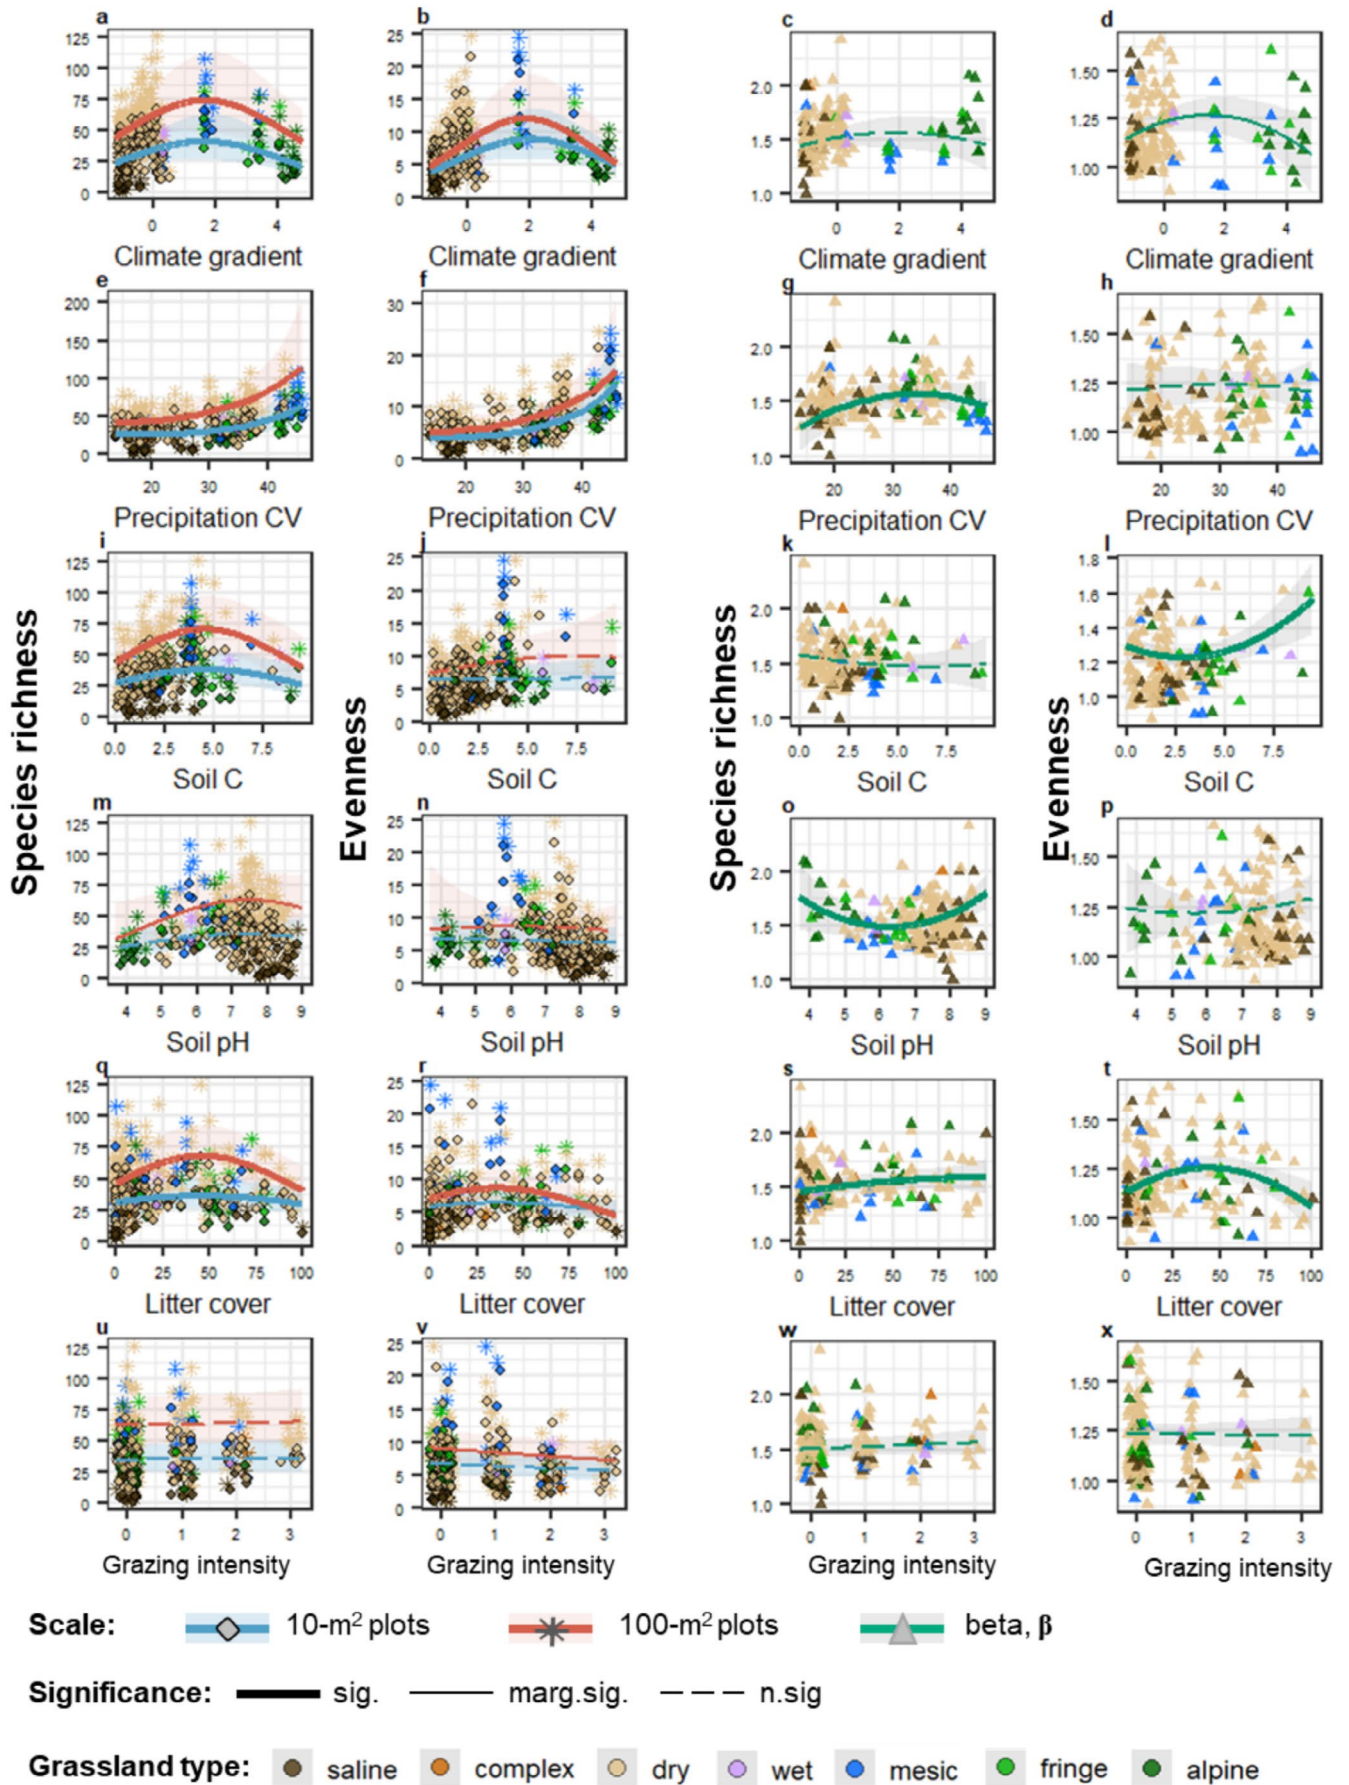 a b c d
125 100 75 50 25 0
25 20 15 10 5 0
2.0 1.5 1.0
1.50 1.25 1.00
0 2 4
0 2 4
0 2 4
0 2 4
Climate gradient Climate gradient Climate gradient Climate gradient
e f g h
200 150 100 50 0
30 20 10 0
2.0 1.5 1.0
1.50 1.25 1.00
20 30 40
20 30 40
20 30 40
20 30 40
Precipitation CV Precipitation CV Precipitation CV Precipitation CV
i j k l
125 100 75 50 25 0
25 20 15 10 5 0
2.0 1.5 1.0
1.8 1.6 1.4 1.2 1.0
0.0 2.5 5.0 7.5
0.0 2.5 5.0 7.5
0.0 2.5 5.0 7.5
0.0 2.5 5.0 7.5
Soil C Soil C Soil C Soil C
Species richness
Evenness
Species richness
Evenness
m n o p
125 100 75 50 25 0
25 20 15 10 5 0
2.0 1.5 1.0
1.50 1.25 1.00
4 5 6 7 8 9
4 5 6 7 8 9
4 5 6 7 8 9
4 5 6 7 8 9
Soil pH Soil pH Soil pH Soil pH
q r s t
125 100 75 50 25 0
25 20 15 10 5 0
2.0 1.5 1.0
1.50 1.25 1.00
0 25 50 75 100
0 25 50 75 100
0 25 50 75 100
0 25 50 75 100
Litter cover Litter cover Litter cover Litter cover
u v w x
125 100 75 50 25 0
25 20 15 10 5 0
2.0 1.5 1.0
1.50 1.25 1.00
0 1 2 3
0 1 2 3
0 1 2 3
0 1 2 3
Grazing intensity Grazing intensity Grazing intensity Grazing intensity
Scale: 10-m² plots 100-m² plots beta, β
Significance: sig. marg.sig. n.sig
Grassland type: saline complex dry wet mesic fringe alpine